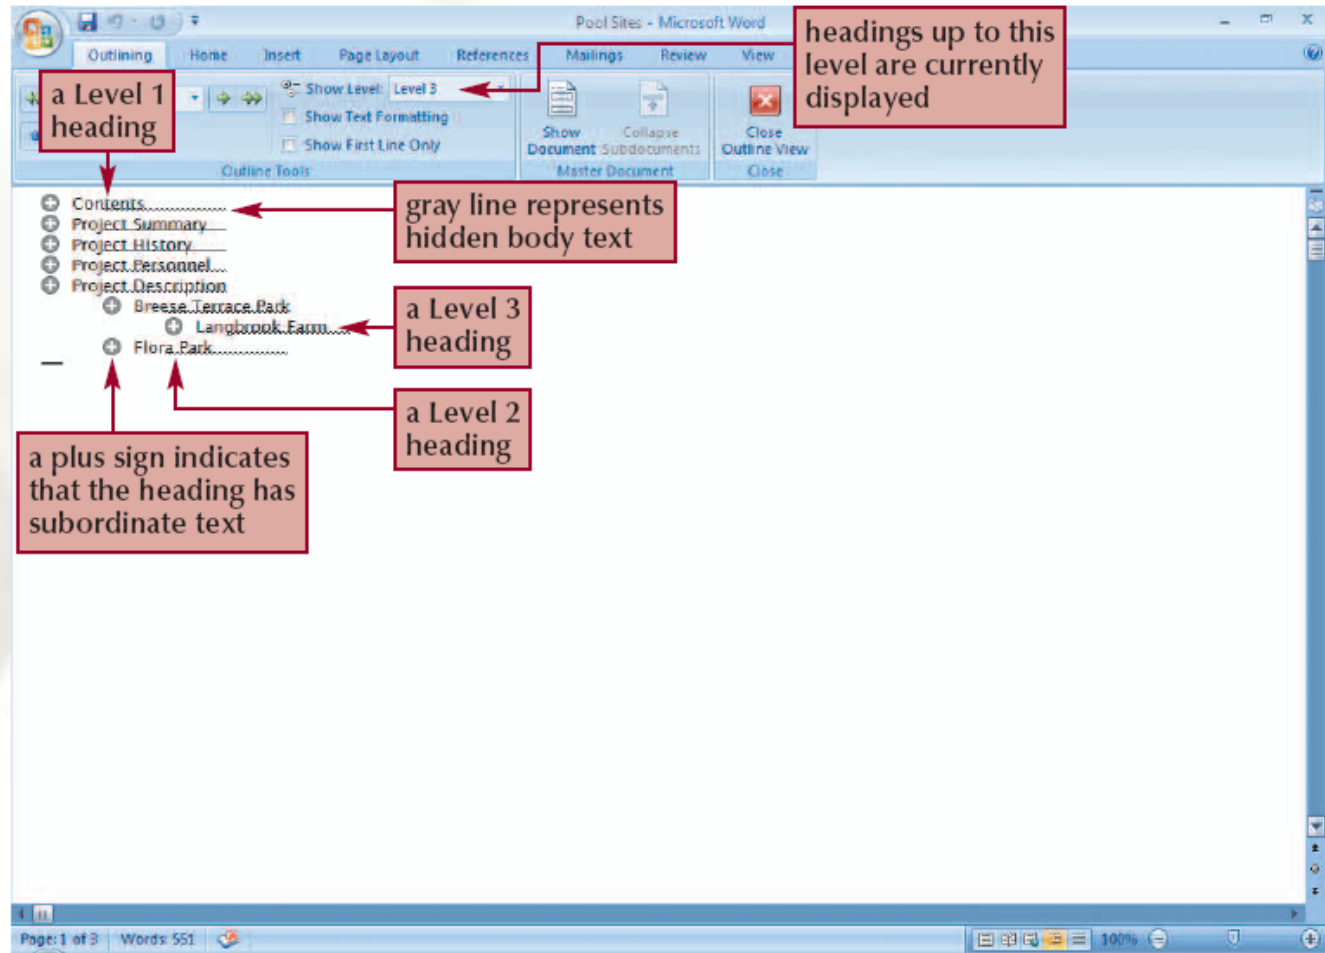 Pool Sites - Microsoft Word
Outlining Home Insert Page Layout References Mailings Review View
headings up to this
level are currently
displayed
a Level 1
heading
Show Level: Level 3
Show Text Formatting
Show First Line Only
Outline Tools
Show
Document
Collapse
Subdocuments
Master Document
Close
Outline View
Close
Contents
Project Summary
Project History
Project Personnel
Project Description
Breese Terrace Park
Langbrook Farm
Flora Park
gray line represents
hidden body text
a Level 3
heading
a Level 2
heading
a plus sign indicates
that the heading has
subordinate text
Page: 1 of 3 Words: 551 100%